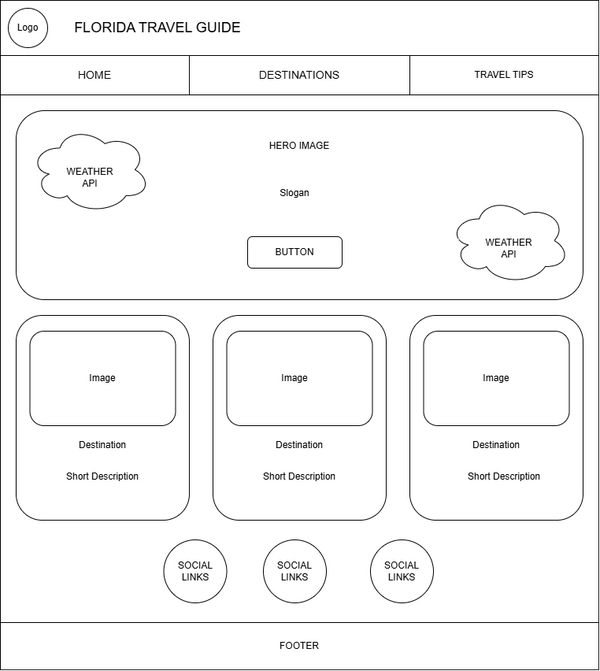 Logo
FLORIDA TRAVEL GUIDE
HOME
DESTINATIONS
TRAVEL TIPS
HERO IMAGE
WEATHER
API
Slogan
BUTTON
WEATHER
API
Image
Image
Image
Destination
Destination
Destination
Short Description
Short Description
Short Description
SOCIAL
LINKS
SOCIAL
LINKS
SOCIAL
LINKS
FOOTER